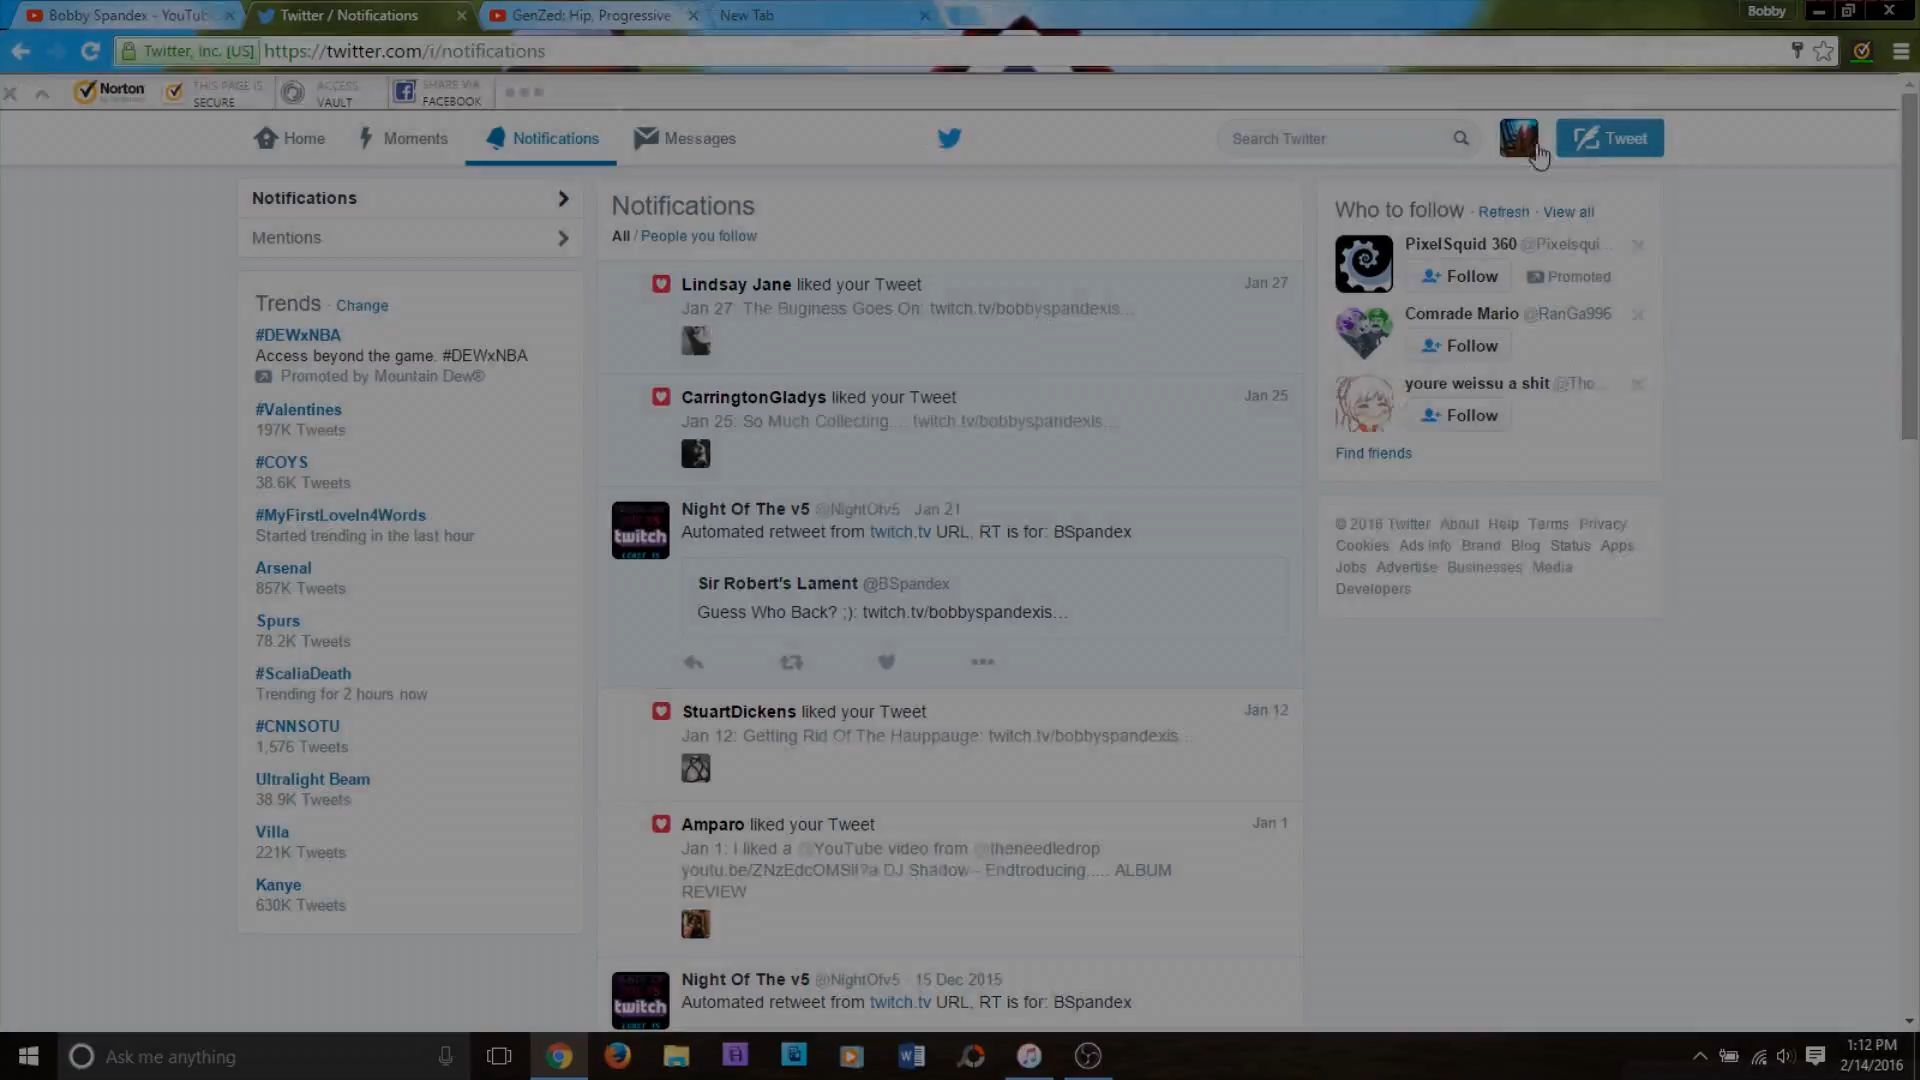 Bobby Spandex - YouTub
Twitter / Notifications
GenZed: Hip, Progressive
New Tab
Bobby
Twitter, Inc. [US] https://twitter.com/i/notifications
Norton
THIS PAGE IS
SECURE
ACCESS
VAULT
SHARE VIA
FACEBOOK
Home
Moments
Notifications
Messages
Search Twitter
Tweet
Notifications
Mentions
Trends · Change
#DEWxNBA
Access beyond the game. #DEWxNBA
Promoted by Mountain Dew®
#Valentines
197K Tweets
#COYS
38.6K Tweets
#MyFirstLoveIn4Words
Started trending in the last hour
Arsenal
857K Tweets
Spurs
78.2K Tweets
#ScaliaDeath
Trending for 2 hours now
#CNNSOTU
1,576 Tweets
Ultralight Beam
38.9K Tweets
Villa
221K Tweets
Kanye
630K Tweets
Notifications
All / People you follow
Lindsay Jane liked your Tweet
Jan 27
Jan 27: The Buginess Goes On: twitch.tv/bobbyspandexis...
CarringtonGladys liked your Tweet
Jan 25
Jan 25: So Much Collecting.... twitch.tv/bobbyspandexis...
Night Of The v5 @NightOfv5 · Jan 21
Automated retweet from twitch.tv URL, RT is for: BSpandex
Sir Robert's Lament @BSpandex
Guess Who Back? ;): twitch.tv/bobbyspandexis...
StuartDickens liked your Tweet
Jan 12
Jan 12: Getting Rid Of The Hauppauge: twitch.tv/bobbyspandexis...
Amparo liked your Tweet
Jan 1
Jan 1: I liked a @YouTube video from @theneedledrop
youtu.be/ZNzEdcOMSlI?a DJ Shadow - Endtroducing..... ALBUM
REVIEW
Night Of The v5 @NightOfv5 · 15 Dec 2015
Automated retweet from twitch.tv URL, RT is for: BSpandex
twitch
twitch
Who to follow · Refresh · View all
PixelSquid 360 @Pixelsqui...
Follow
Promoted
Comrade Mario @RanGa996
Follow
youre weissu a shit @Tho...
Follow
Find friends
© 2016 Twitter About Help Terms Privacy
Cookies Ads info Brand Blog Status Apps
Jobs Advertise Businesses Media
Developers
Ask me anything
1:12 PM
2/14/2016